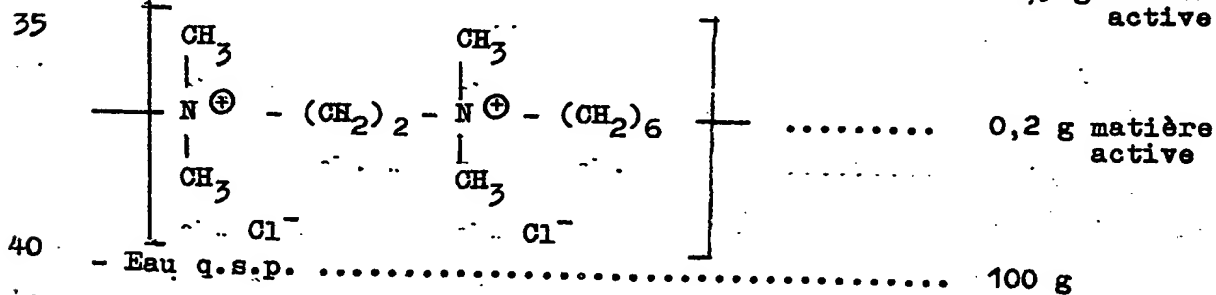 35
active
CH3 CH3
N ⊕ - (CH2)2 - N ⊕ - (CH2)6 ......... 0,2 g matière
active
CH3 CH3
Cl⁻ Cl⁻
40
- Eau q.s.p. ........................................ 100 g